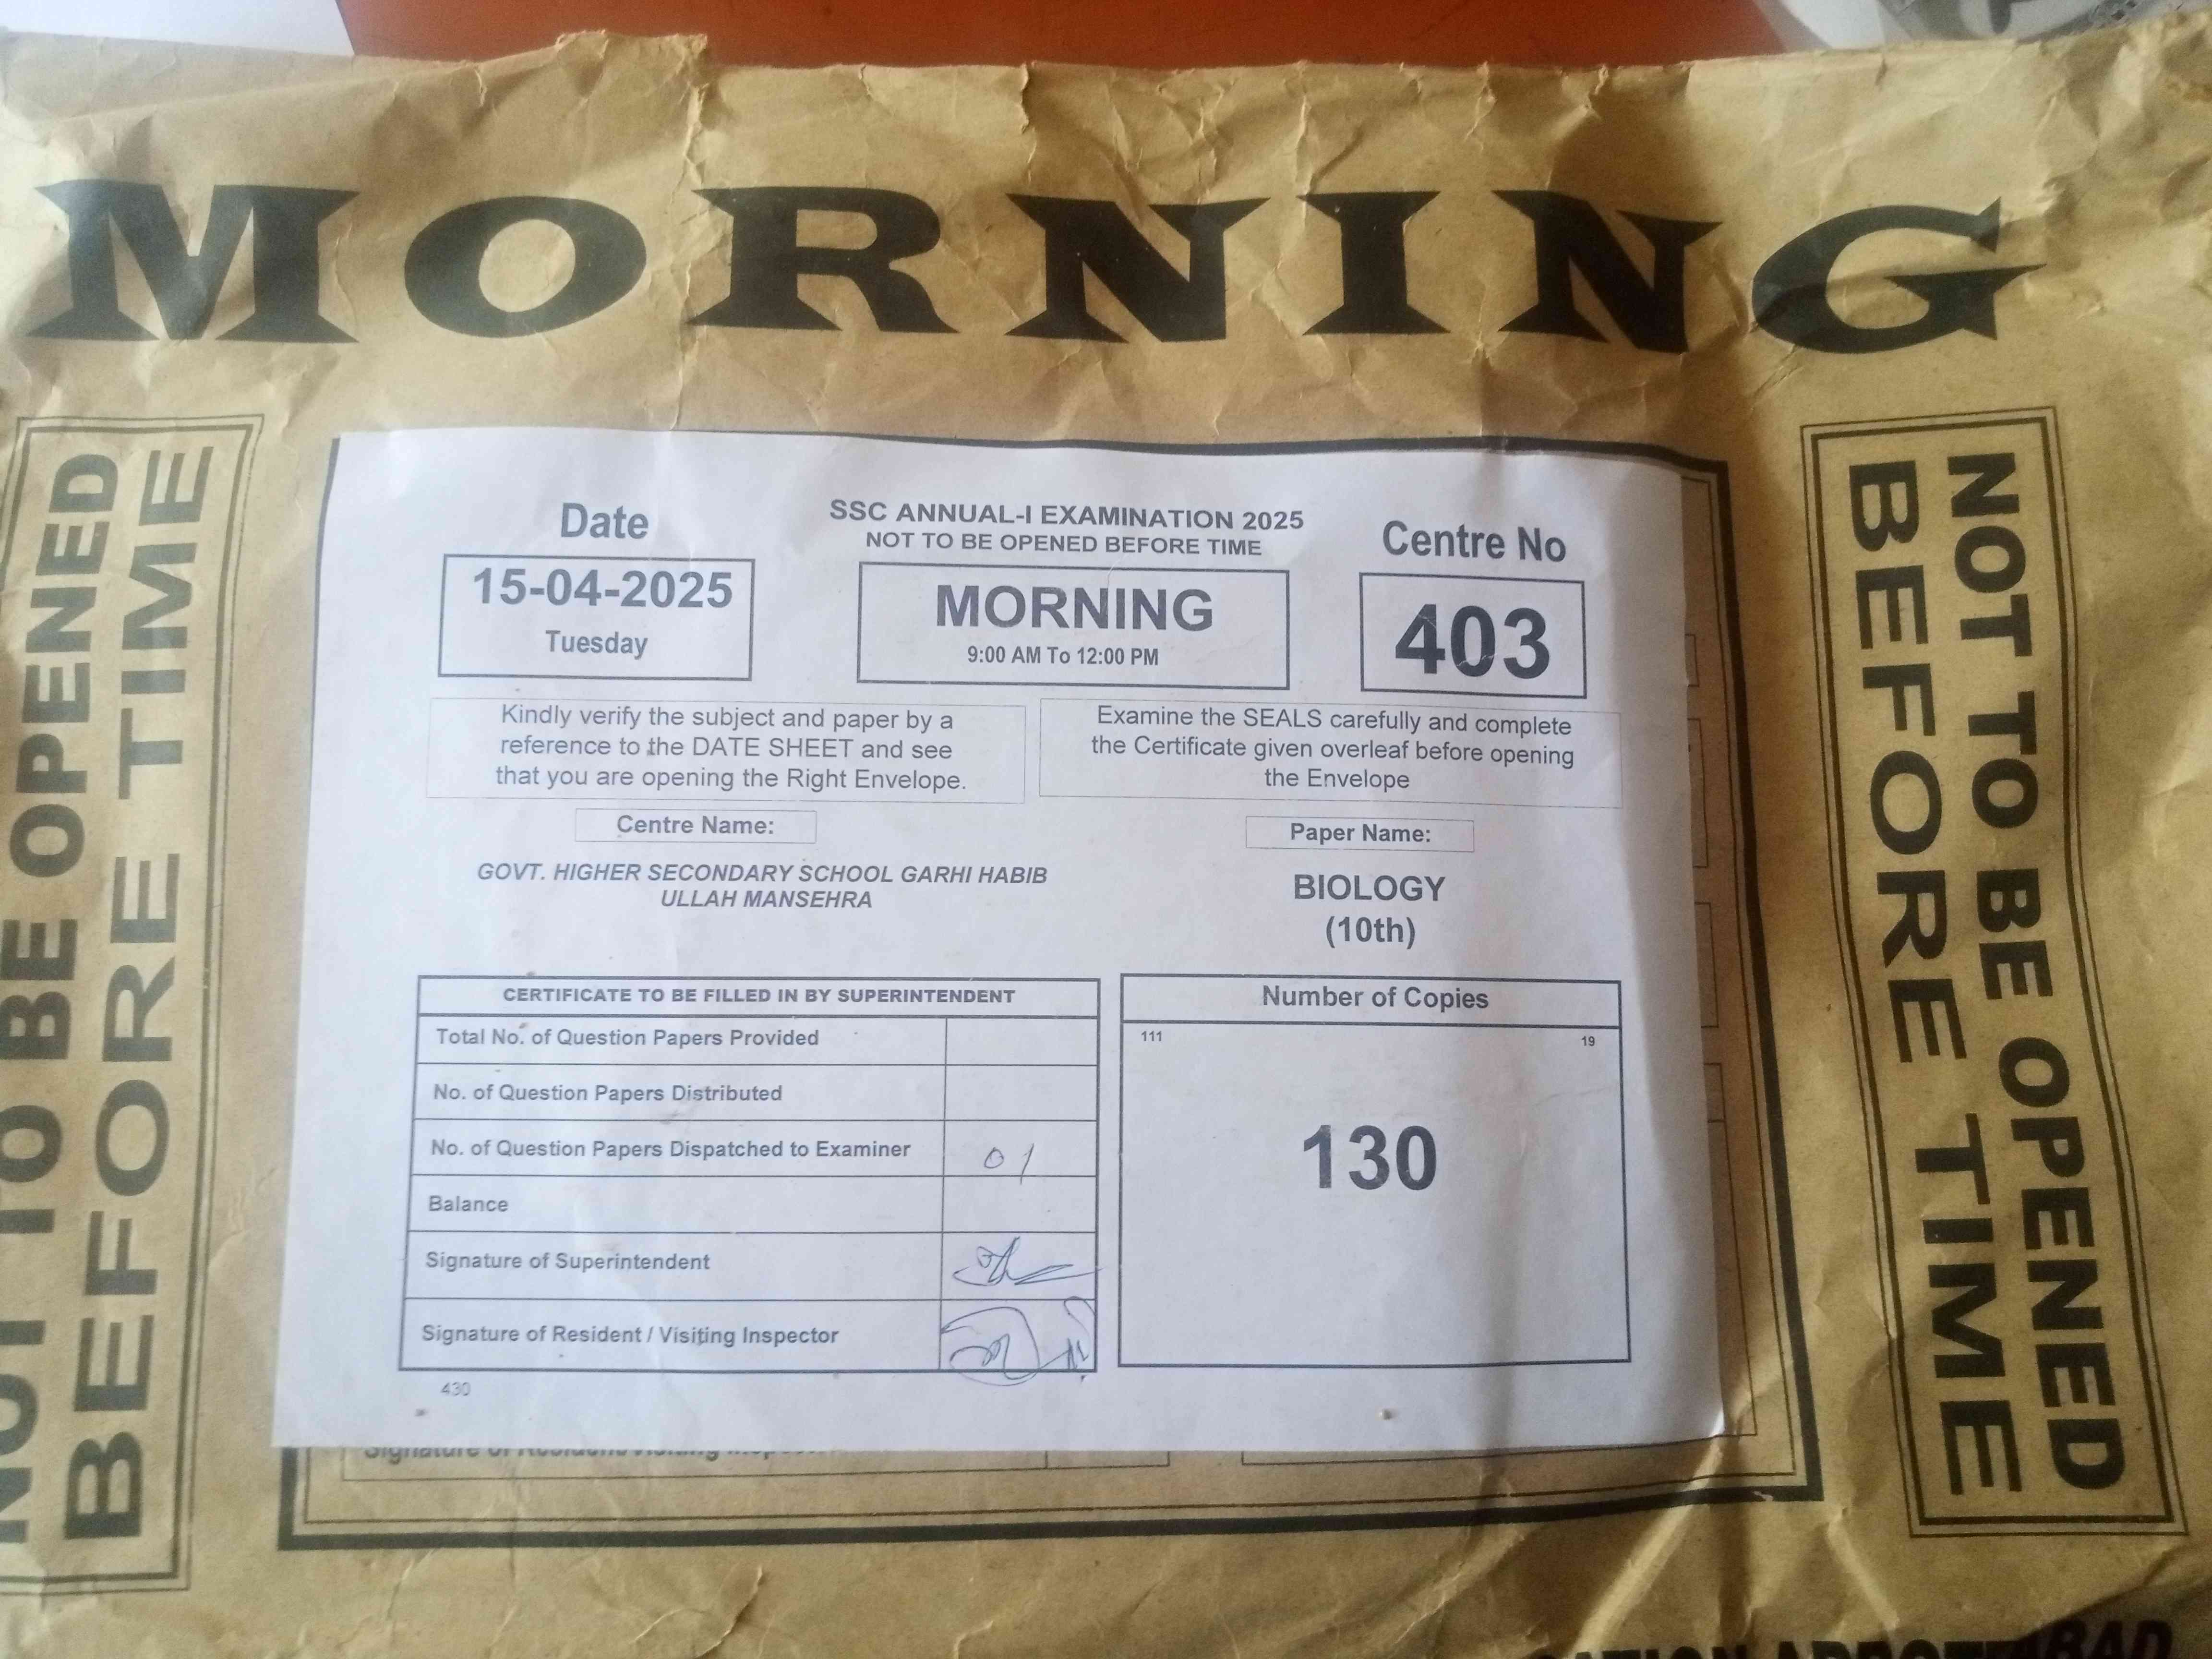 MORNING
NOT TO BE OPENED
BEFORE TIME
Date
15-04-2025
Tuesday
SSC ANNUAL-I EXAMINATION 2025
NOT TO BE OPENED BEFORE TIME
MORNING
9:00 AM To 12:00 PM
Centre No
403
Kindly verify the subject and paper by a
reference to the DATE SHEET and see
that you are opening the Right Envelope.
Examine the SEALS carefully and complete
the Certificate given overleaf before opening
the Envelope
Centre Name:
GOVT. HIGHER SECONDARY SCHOOL GARHI HABIB
ULLAH MANSEHRA
Paper Name:
BIOLOGY
(10th)
CERTIFICATE TO BE FILLED IN BY SUPERINTENDENT
Total No. of Question Papers Provided
No. of Question Papers Distributed
No. of Question Papers Dispatched to Examiner 01
Balance
Signature of Superintendent
Signature of Resident / Visiting Inspector
430
Number of Copies
111 19
130
NOT TO BE OPENED
BEFORE TIME